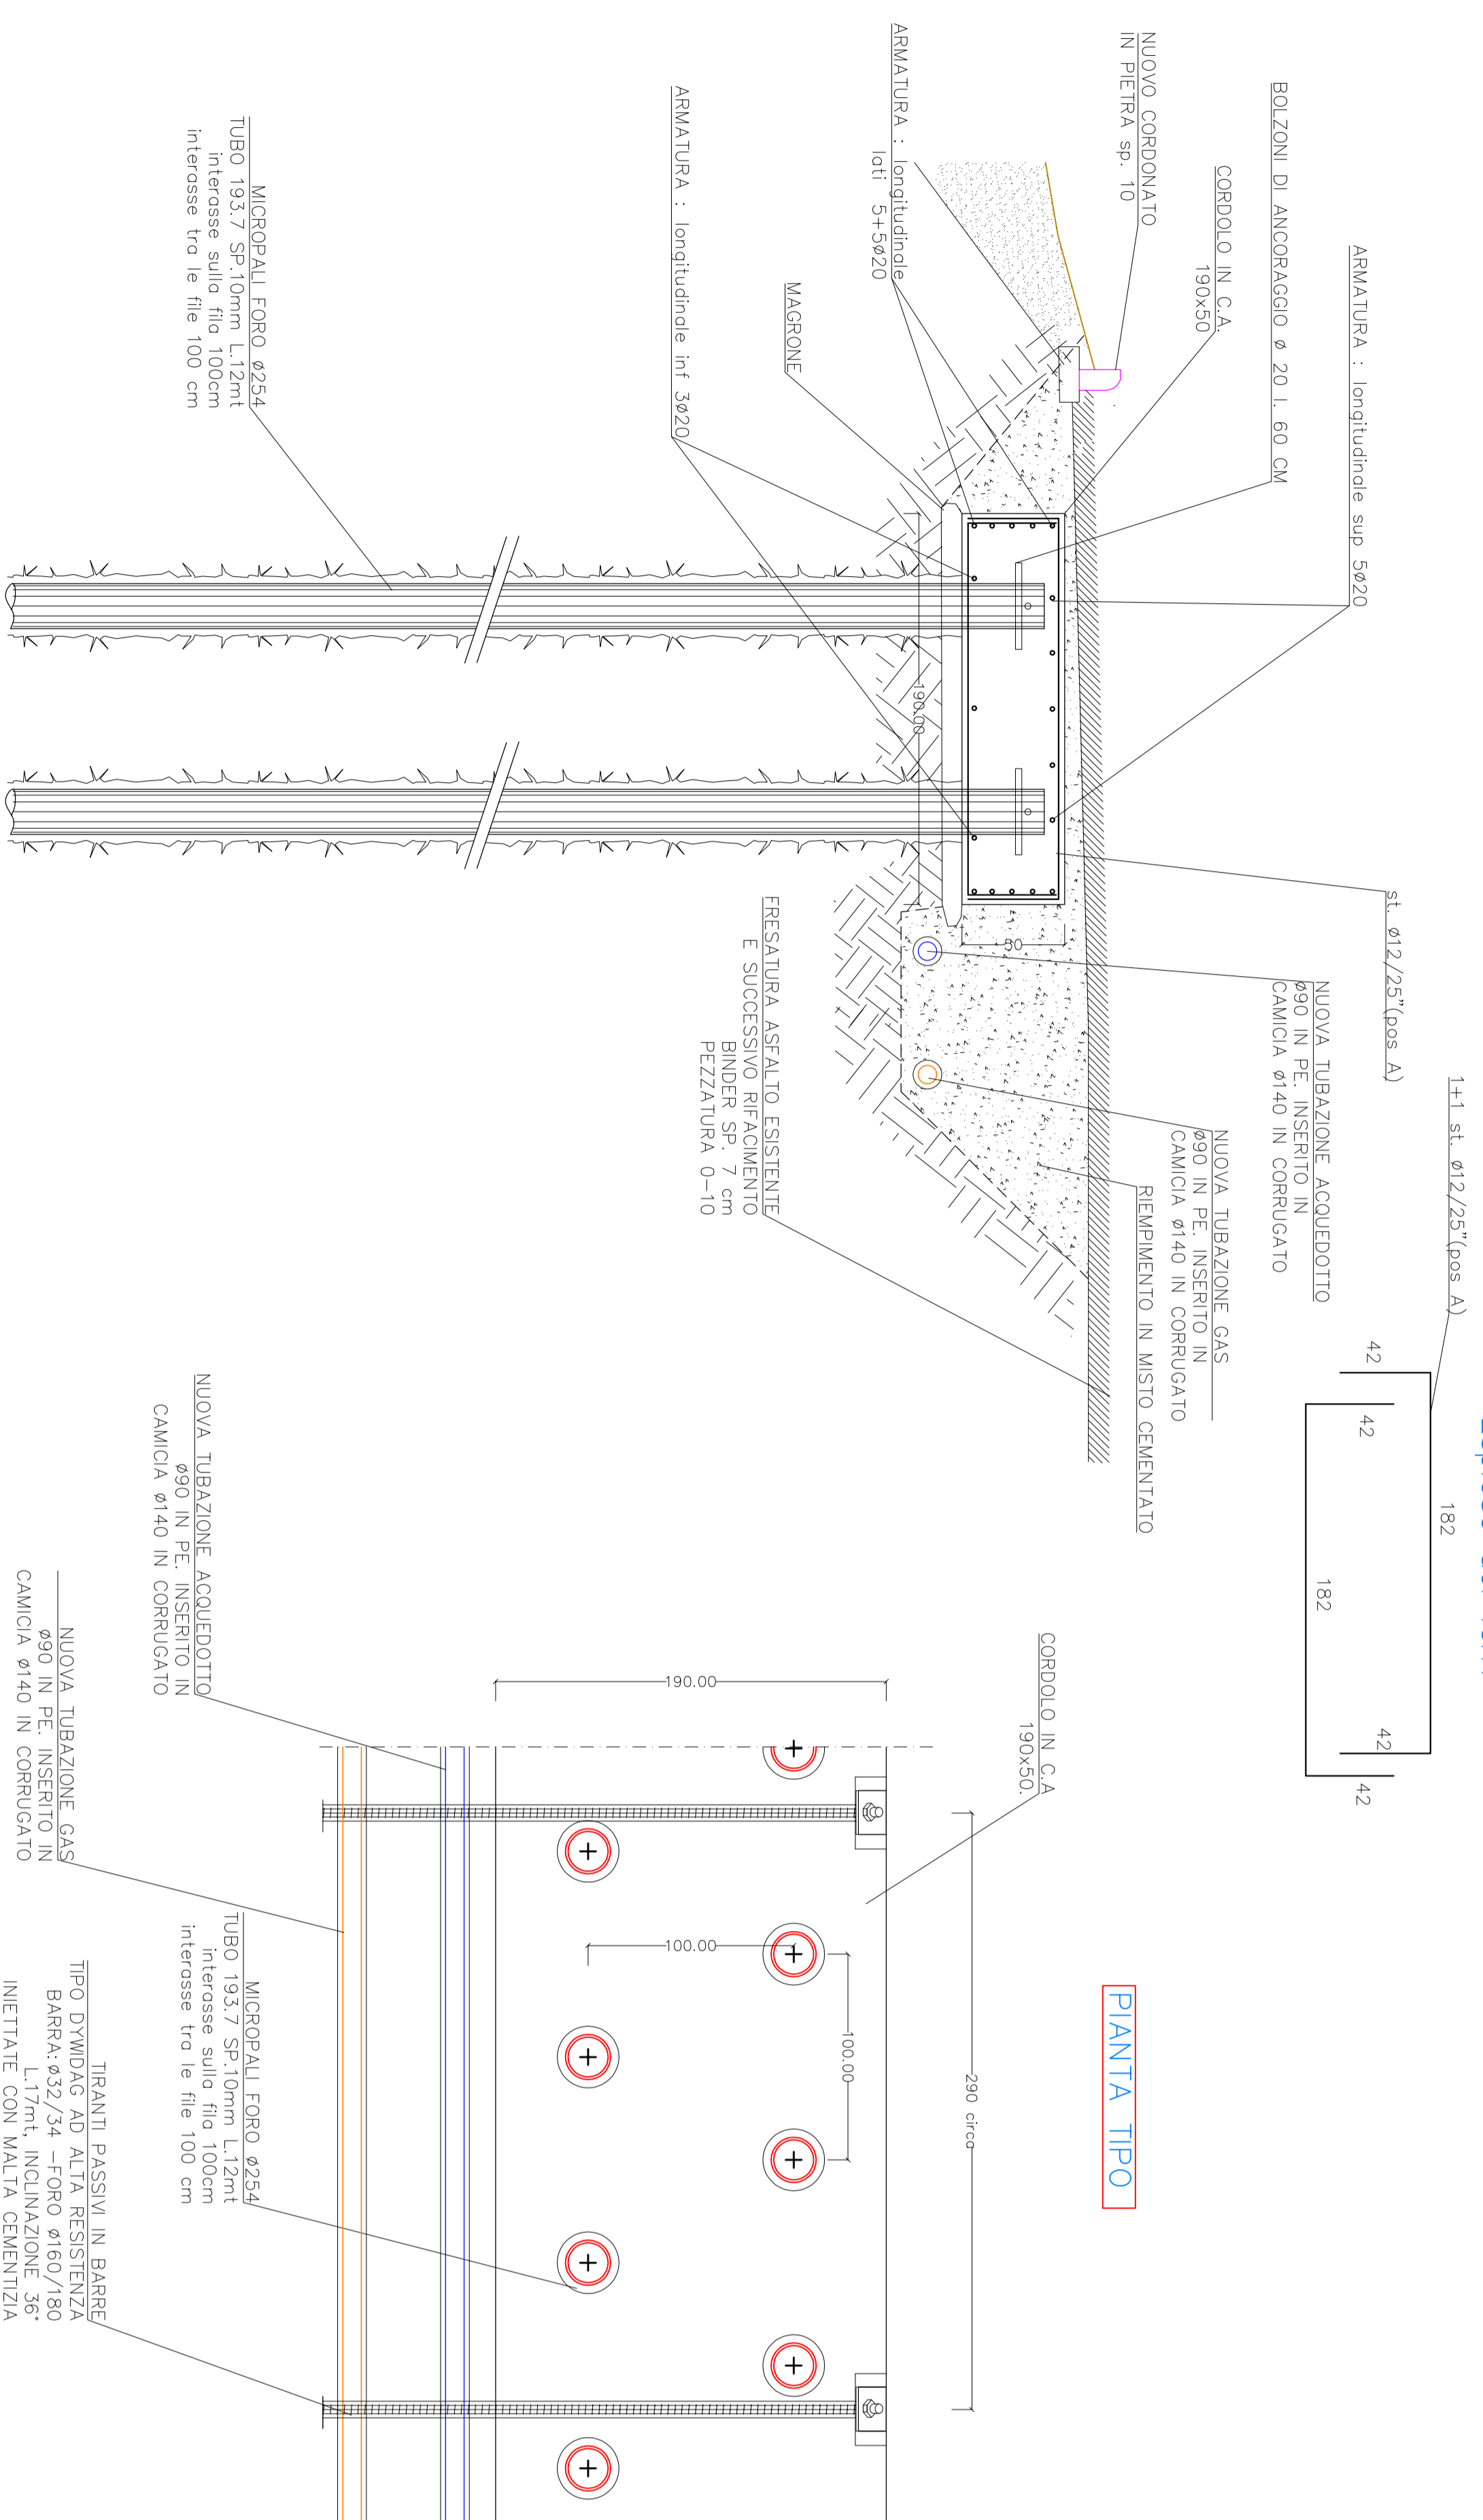 1+1 st. Ø12/25"(pos A)
42
42
182
182
42
42
st. Ø12/25"(pos A)
ARMATURA : longitudinale sup 5Ø20
BOLZONI DI ANCORAGGIO Ø 20 l. 60 CM
CORDOLO IN C.A.
190x50
NUOVO CORDONATO
IN PIETRA sp. 10
ARMATURA : longitudinale
lati 5+5Ø20
MAGRONE
ARMATURA : longitudinale inf 3Ø20
MICROPALI FORO Ø254
TUBO 193.7 SP.10mm L.12mt
interasse sulla fila 100cm
interasse tra le file 100 cm
190.00
50
NUOVA TUBAZIONE ACQUEDOTTO
Ø90 IN PE. INSERITO IN
CAMICIA Ø140 IN CORRUGATO
NUOVA TUBAZIONE GAS
Ø90 IN PE. INSERITO IN
CAMICIA Ø140 IN CORRUGATO
RIEMPIMENTO IN MISTO CEMENTATO
FRESATURA ASFALTO ESISTENTE
E SUCCESSIVO RIFACIMENTO
BINDER SP. 7 cm
PEZZATURA 0-10
PIANTA TIPO
CORDOLO IN C.A
190x50.
290 circa
190.00
100.00
100.00
NUOVA TUBAZIONE ACQUEDOTTO
Ø90 IN PE. INSERITO IN
CAMICIA Ø140 IN CORRUGATO
NUOVA TUBAZIONE GAS
Ø90 IN PE. INSERITO IN
CAMICIA Ø140 IN CORRUGATO
MICROPALI FORO Ø254
TUBO 193.7 SP.10mm L.12mt
interasse sulla fila 100cm
interasse tra le file 100 cm
TIRANTI PASSIVI IN BARRE
TIPO DYWIDAG AD ALTA RESISTENZA
BARRA: Ø32/34 -FORO Ø160/180
L.17mt, INCLINAZIONE 36°
INIETTATE CON MALTA CEMENTIZIA